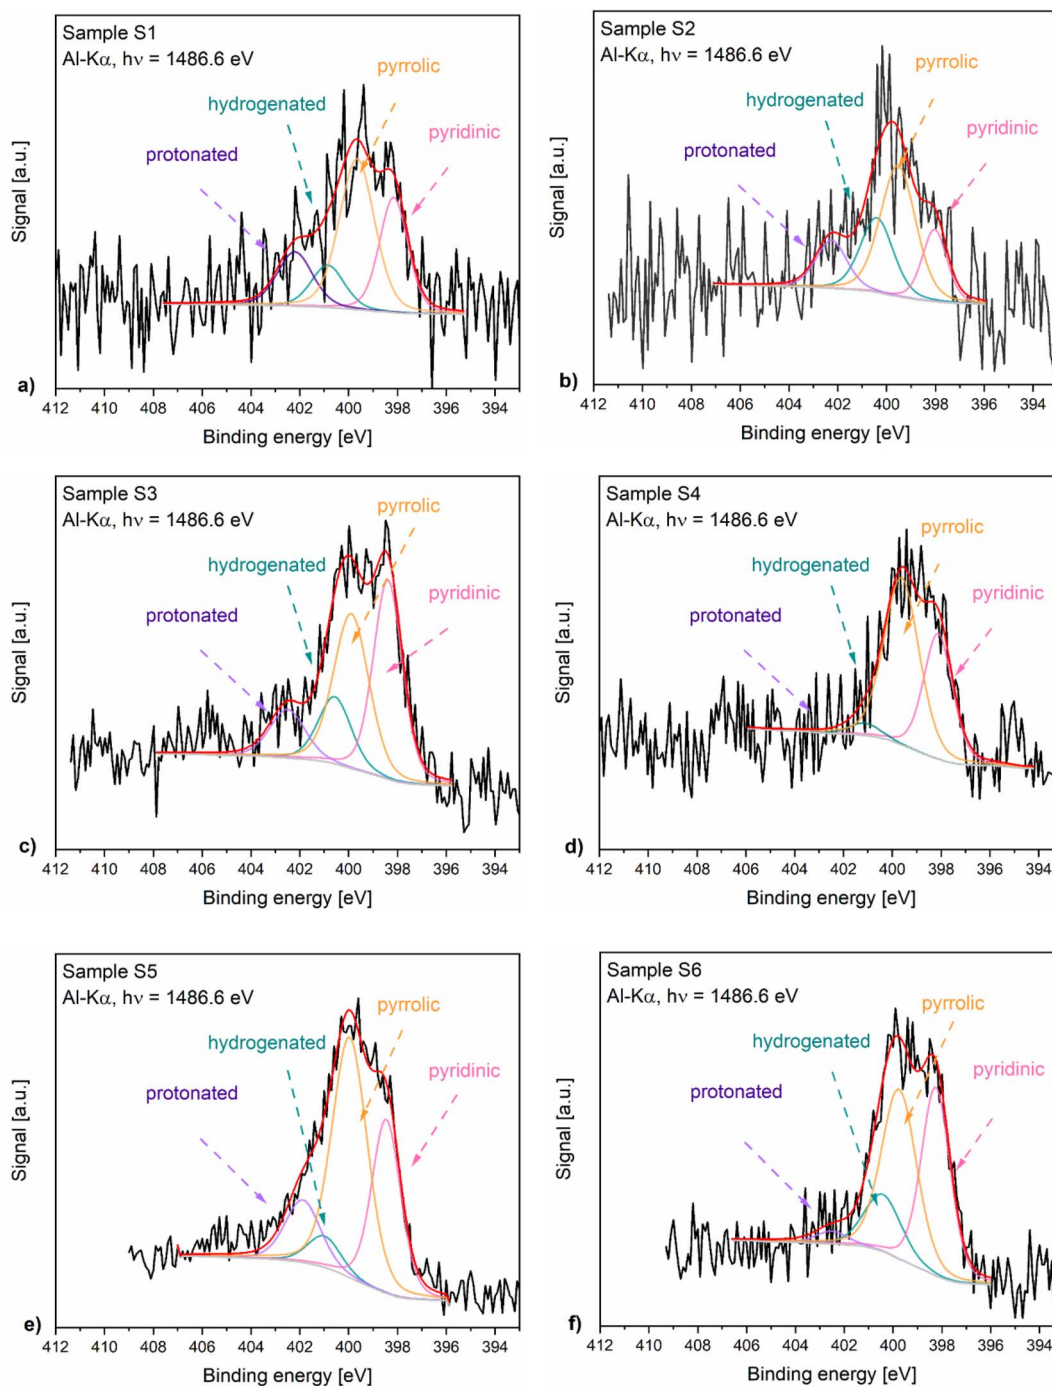 Sample S1
Al-Kα, hν = 1486.6 eV
pyrrolic
hydrogenated
pyridinic
protonated
Signal [a.u.]
a)
412 410 408 406 404 402 400 398 396 394
Binding energy [eV]
Sample S2
Al-Kα, hν = 1486.6 eV
pyrrolic
hydrogenated
pyridinic
protonated
Signal [a.u.]
b)
412 410 408 406 404 402 400 398 396 394
Binding energy [eV]
Sample S3
Al-Kα, hν = 1486.6 eV
pyrrolic
hydrogenated
pyridinic
protonated
Signal [a.u.]
c)
412 410 408 406 404 402 400 398 396 394
Binding energy [eV]
Sample S4
Al-Kα, hν = 1486.6 eV
pyrrolic
hydrogenated
pyridinic
protonated
Signal [a.u.]
d)
412 410 408 406 404 402 400 398 396 394
Binding energy [eV]
Sample S5
Al-Kα, hν = 1486.6 eV
pyrrolic
hydrogenated
pyridinic
protonated
Signal [a.u.]
e)
412 410 408 406 404 402 400 398 396 394
Binding energy [eV]
Sample S6
Al-Kα, hν = 1486.6 eV
pyrrolic
hydrogenated
pyridinic
protonated
Signal [a.u.]
f)
412 410 408 406 404 402 400 398 396 394
Binding energy [eV]